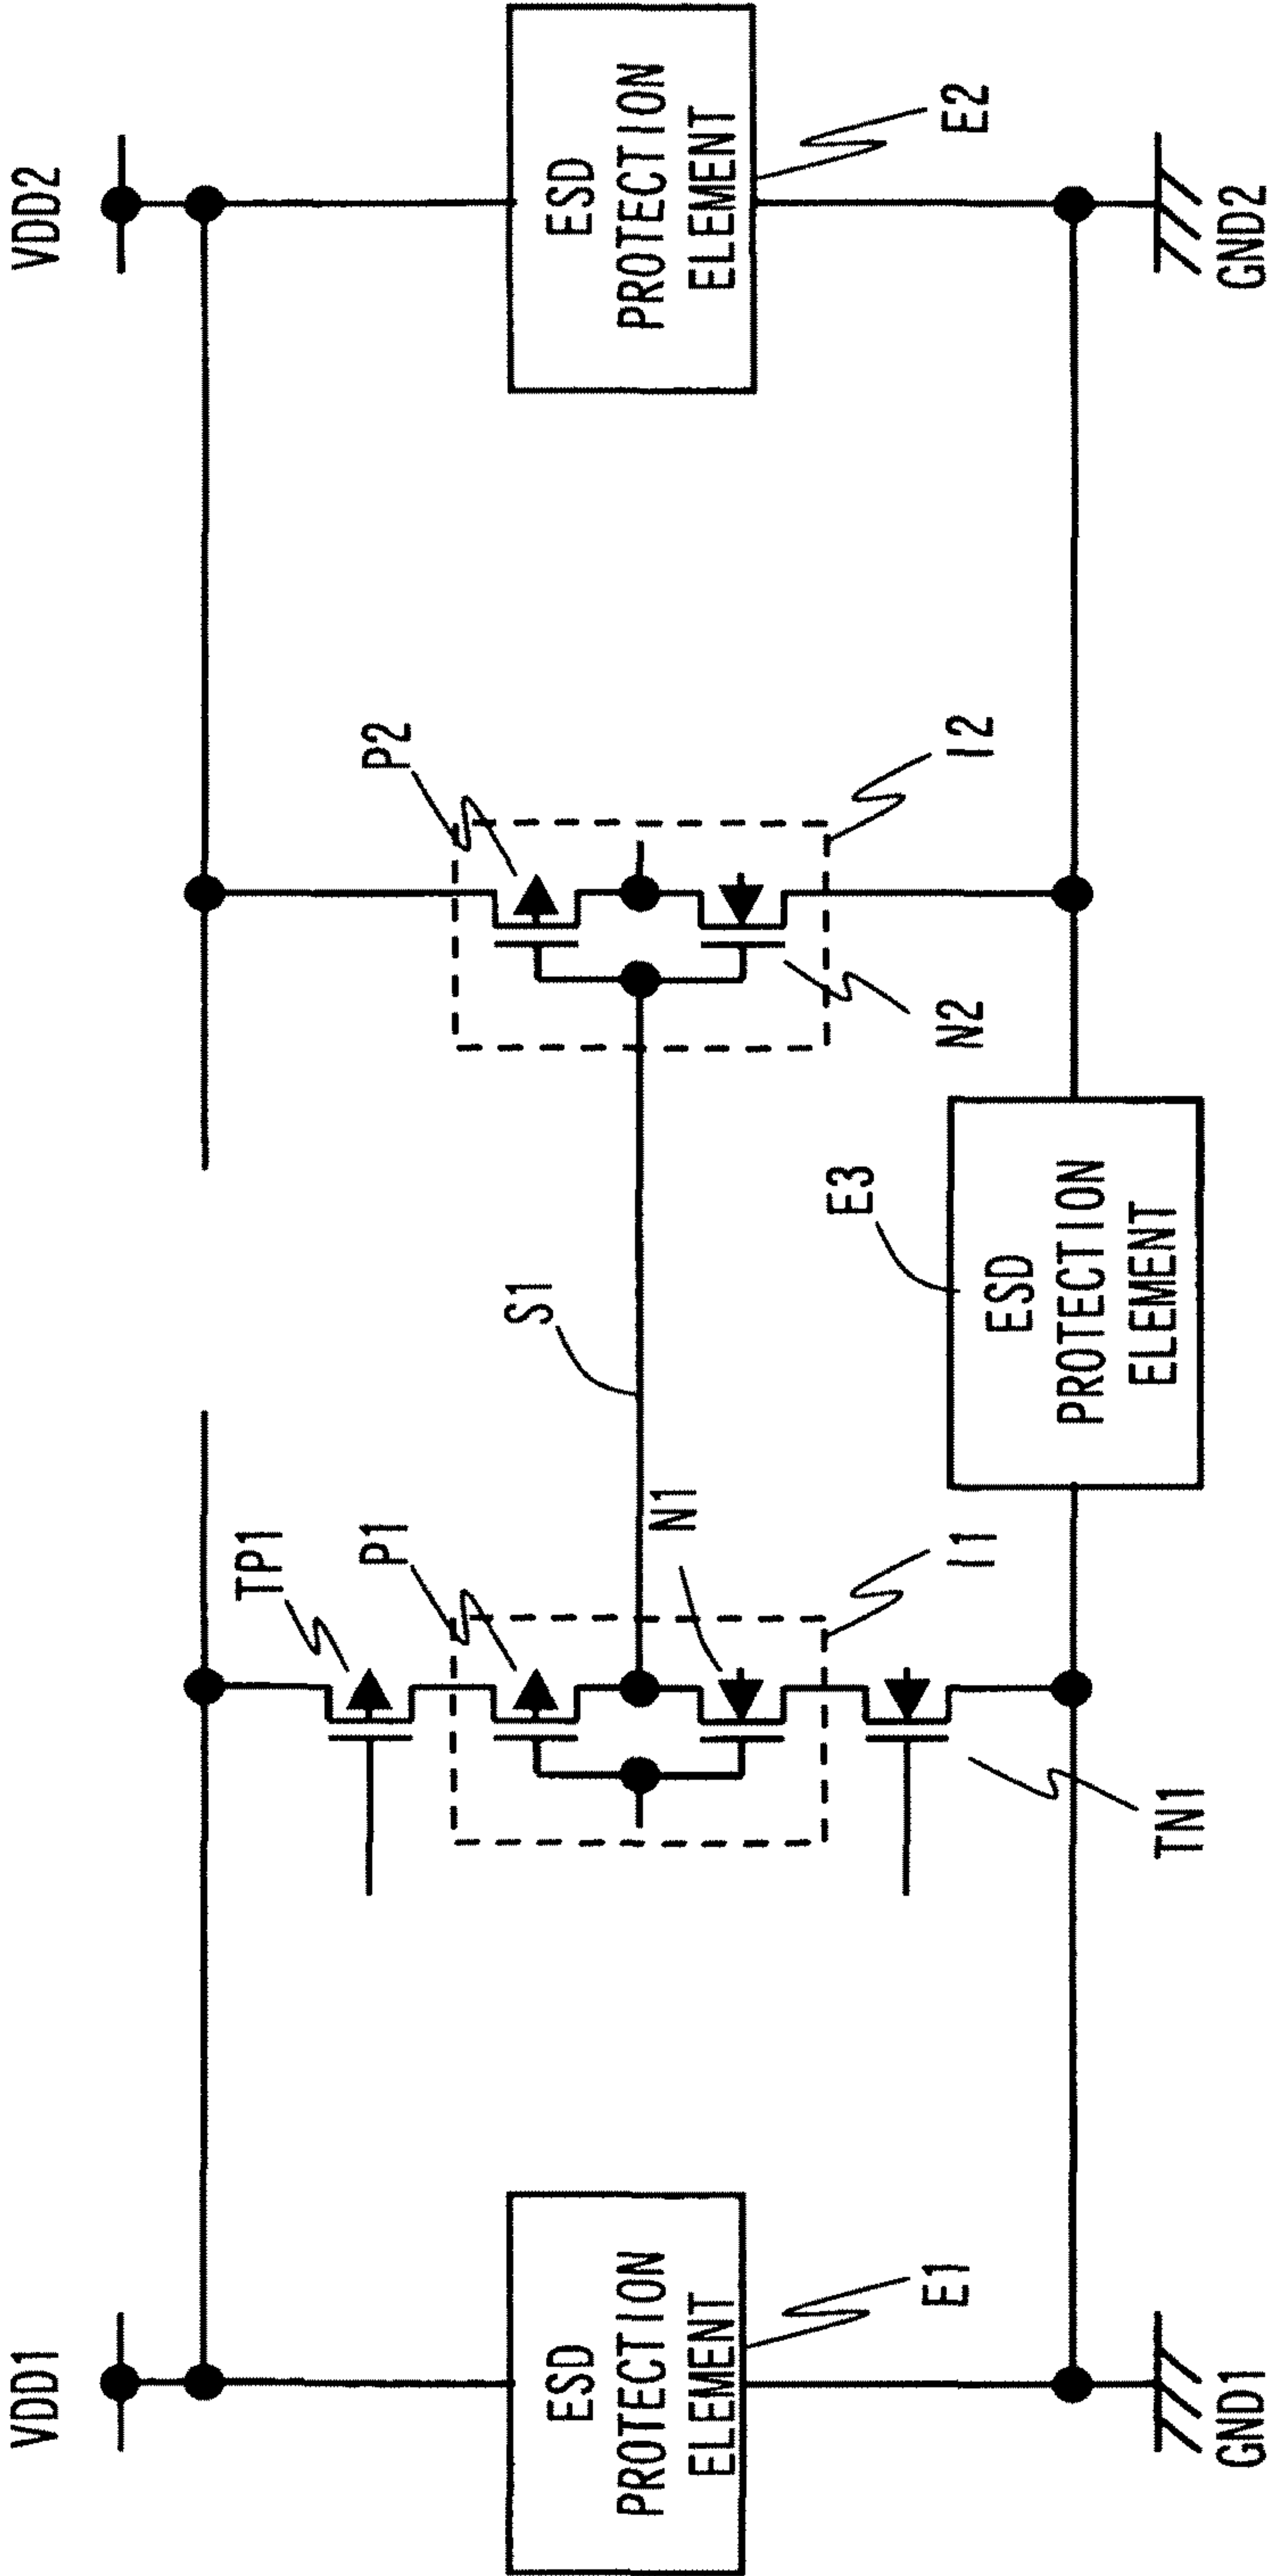 VDD1
VDD2
TP1
P1
P2
S1
N1
I1
I2
N2
ESD
PROTECTION
ELEMENT
E1
ESD
PROTECTION
ELEMENT
E2
E3
ESD
PROTECTION
ELEMENT
TN1
GND1
GND2